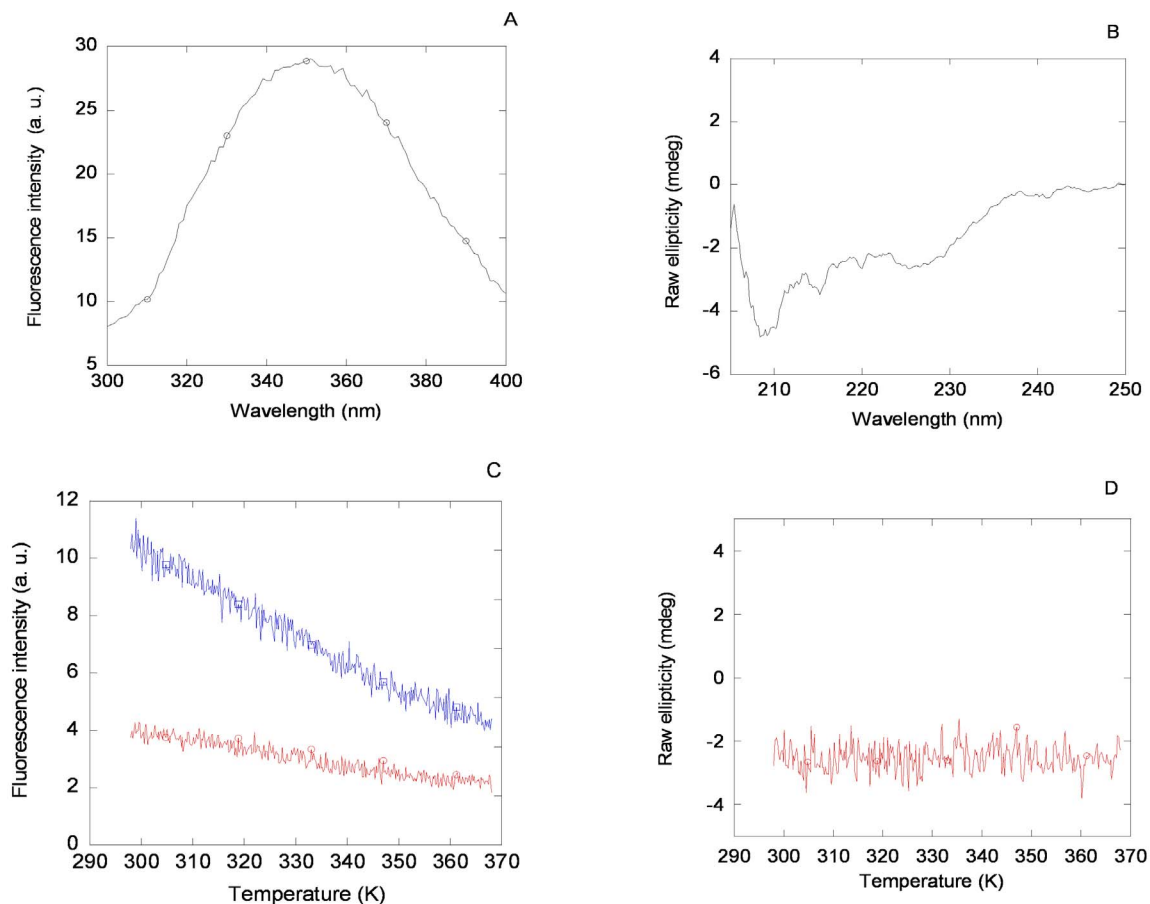 A
30
25
20
15
10
5
300 320 340 360 380 400
Fluorescence intensity (a. u.)
Wavelength (nm)
B
4
2
0
-2
-4
-6
210 220 230 240 250
Raw ellipticity (mdeg)
Wavelength (nm)
C
12
10
8
6
4
2
0
290 300 310 320 330 340 350 360 370
Fluorescence intensity (a. u.)
Temperature (K)
D
4
2
0
-2
-4
290 300 310 320 330 340 350 360 370
Raw ellipticity (mdeg)
Temperature (K)